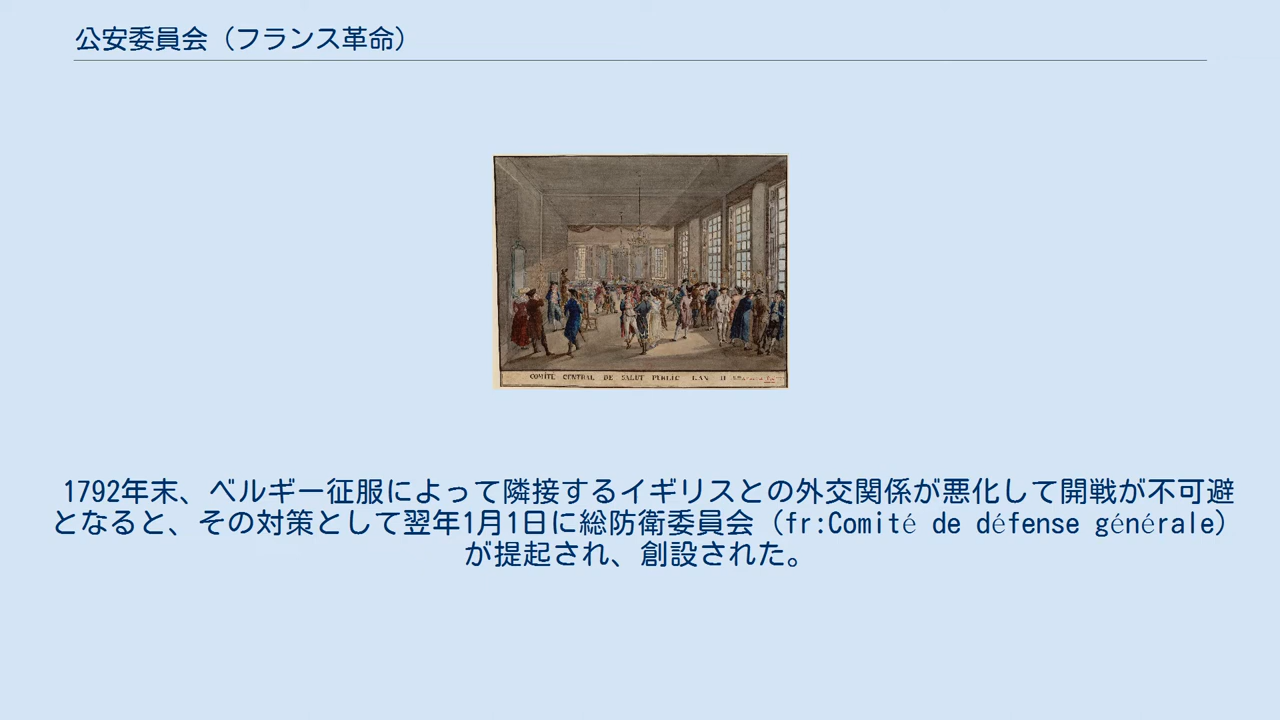 公安委員会（フランス革命）
COMITÉ CENTRAL DE SALUT PUBLIC LAN II
1792年末、ベルギー征服によって隣接するイギリスとの外交関係が悪化して開戦が不可避
となると、その対策として翌年1月1日に総防衛委員会（fr:Comité de défense générale）
が提起され、創設された。